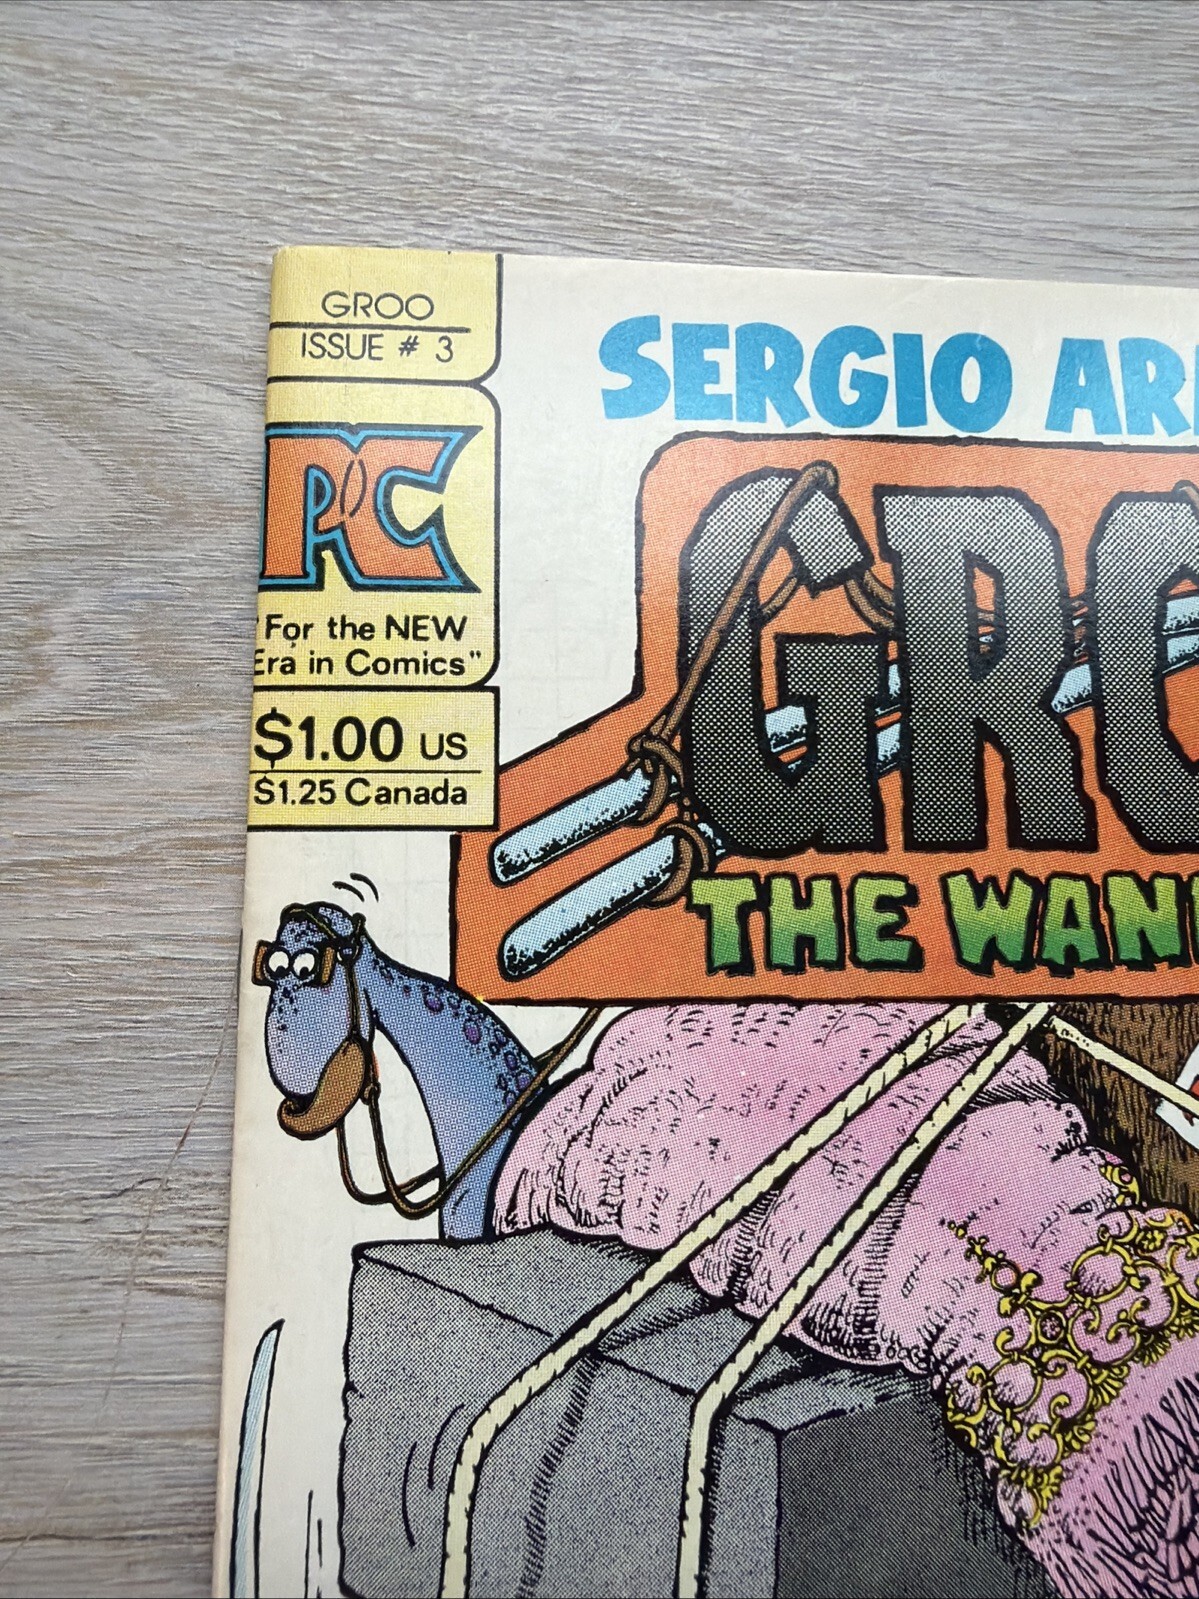 GROO
ISSUE # 3
PC
"For the NEW
Era in Comics"
$1.00 US
$1.25 Canada
SERGIO AR
GRO
THE WAN